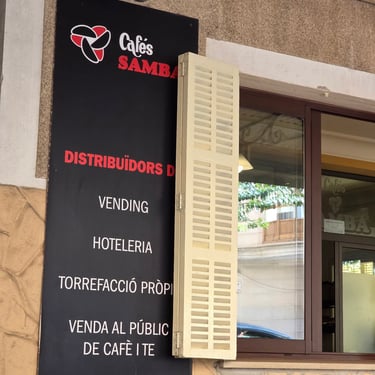 Cafés
SAMBA
DISTRIBUÏDORS
VENDING
HOTELERIA
TORREFACCIÓ
VENDA AL PÚBLIC
DE CAFÈ I TE